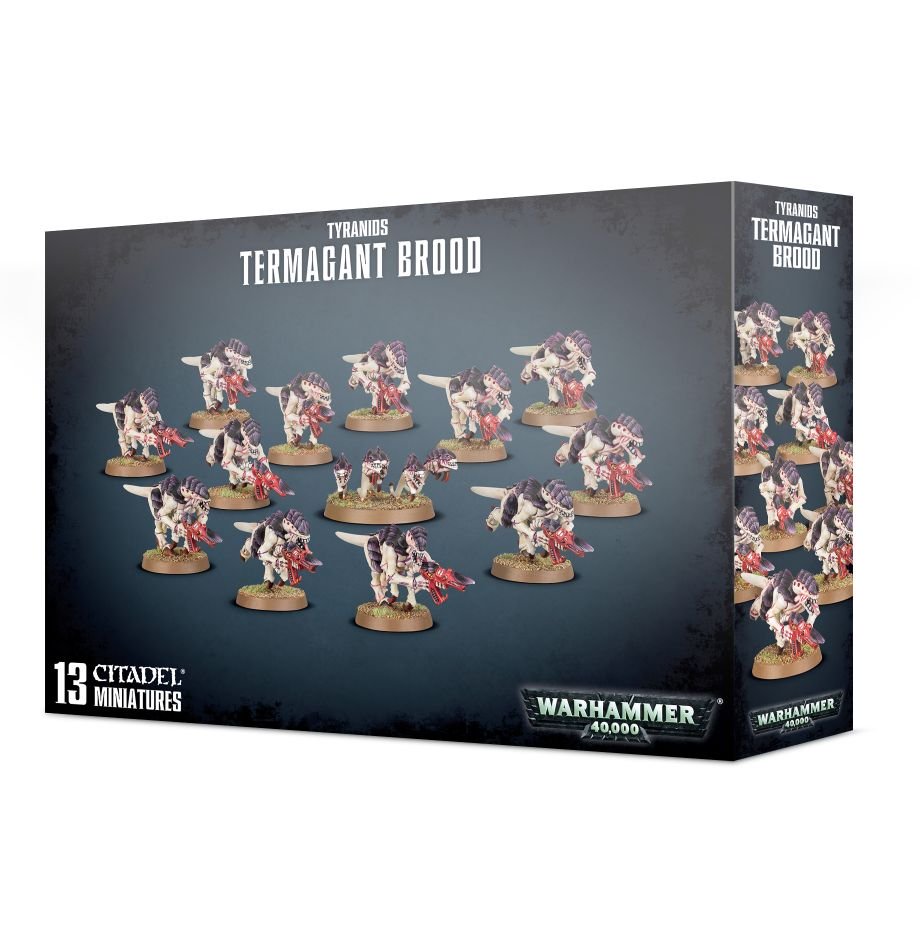 TYRANIDS
TERMAGANT BROOD
13 CITADEL®
MINIATURES
WARHAMMER®
40,000
TYRANIDS
TERMAGANT
BROOD
WARHAMMER
40,000